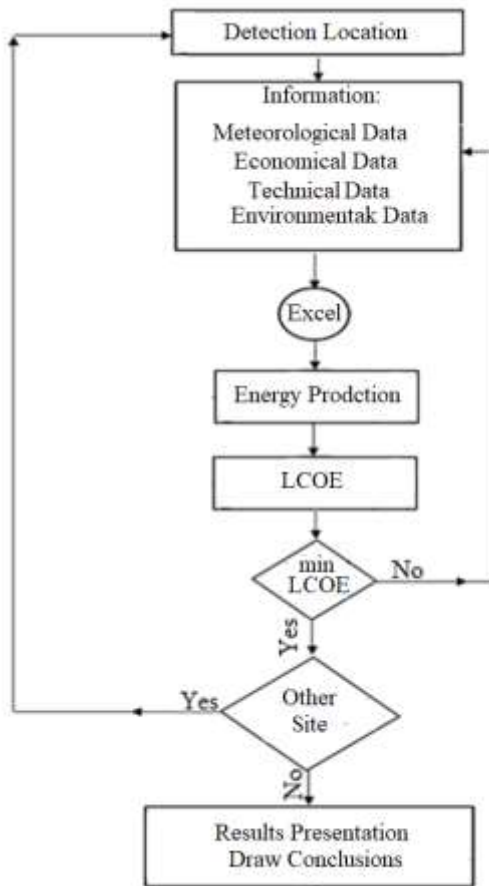 Detection Location
Information:
Meteorological Data
Economical Data
Technical Data
Environmentak Data
Excel
Energy Prodction
LCOE
min
LCOE
No
Yes
Other
Site
Yes
No
Results Presentation
Draw Conclusions